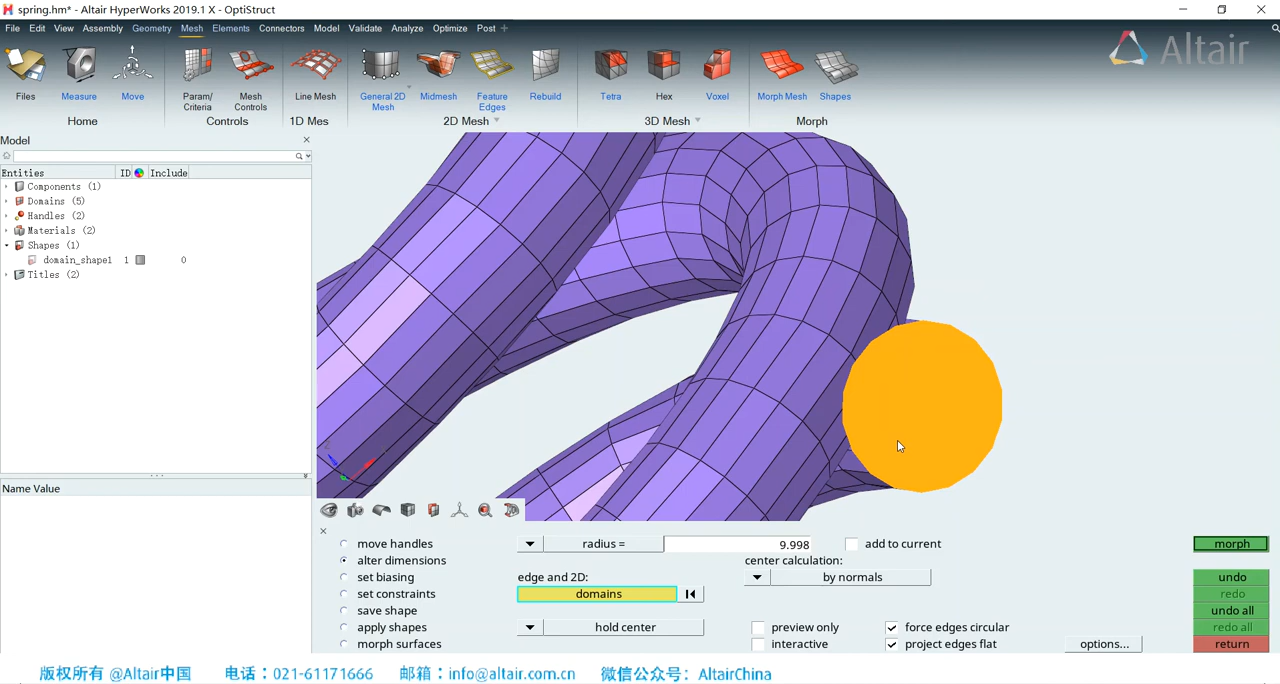 spring.hm* - Altair HyperWorks 2019.1 X - OptiStruct
File Edit View Assembly Geometry Mesh Elements Connectors Model Validate Analyze Optimize Post +
Altair
Files Measure Move Param/ Criteria Mesh Controls Line Mesh General 2D Mesh Midmesh Feature Edges Rebuild Tetra Hex Voxel Morph Mesh Shapes
Home Controls 1D Mes 2D Mesh 3D Mesh Morph
Model
Entities ID Include
Components (1)
Domains (5)
Handles (2)
Materials (2)
Shapes (1)
domain_shape1 1 0
Titles (2)
Name Value
Z
move handles radius = 9.998 add to current morph
alter dimensions center calculation:
set biasing edge and 2D: by normals undo
set constraints domains redo
save shape undo all
apply shapes hold center preview only force edges circular redo all
morph surfaces interactive project edges flat options... return
版权所有 @Altair中国 电话：021-61171666 邮箱：info@altair.com.cn 微信公众号：AltairChina